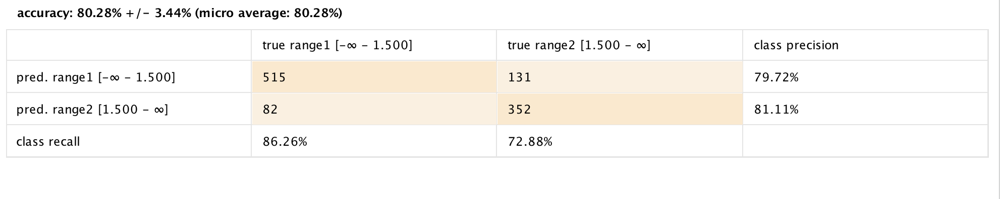 accuracy: 80.28% +/- 3.44% (micro average: 80.28%)
true range1 [-∞ - 1.500] true range2 [1.500 - ∞] class precision
pred. range1 [-∞ - 1.500] 515 131 79.72%
pred. range2 [1.500 - ∞] 82 352 81.11%
class recall 86.26% 72.88%